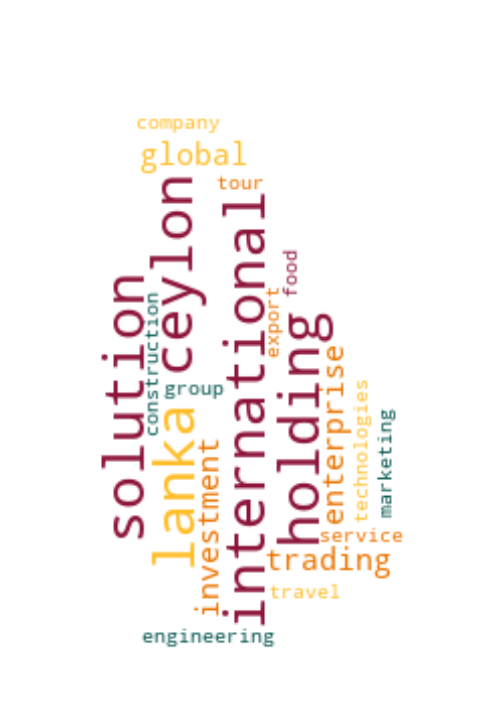 company
global
tour
ceylon
international
food
solution
construction
export
holding
enterprise
group
technologies
lanka
marketing
investment
service
trading
travel
engineering